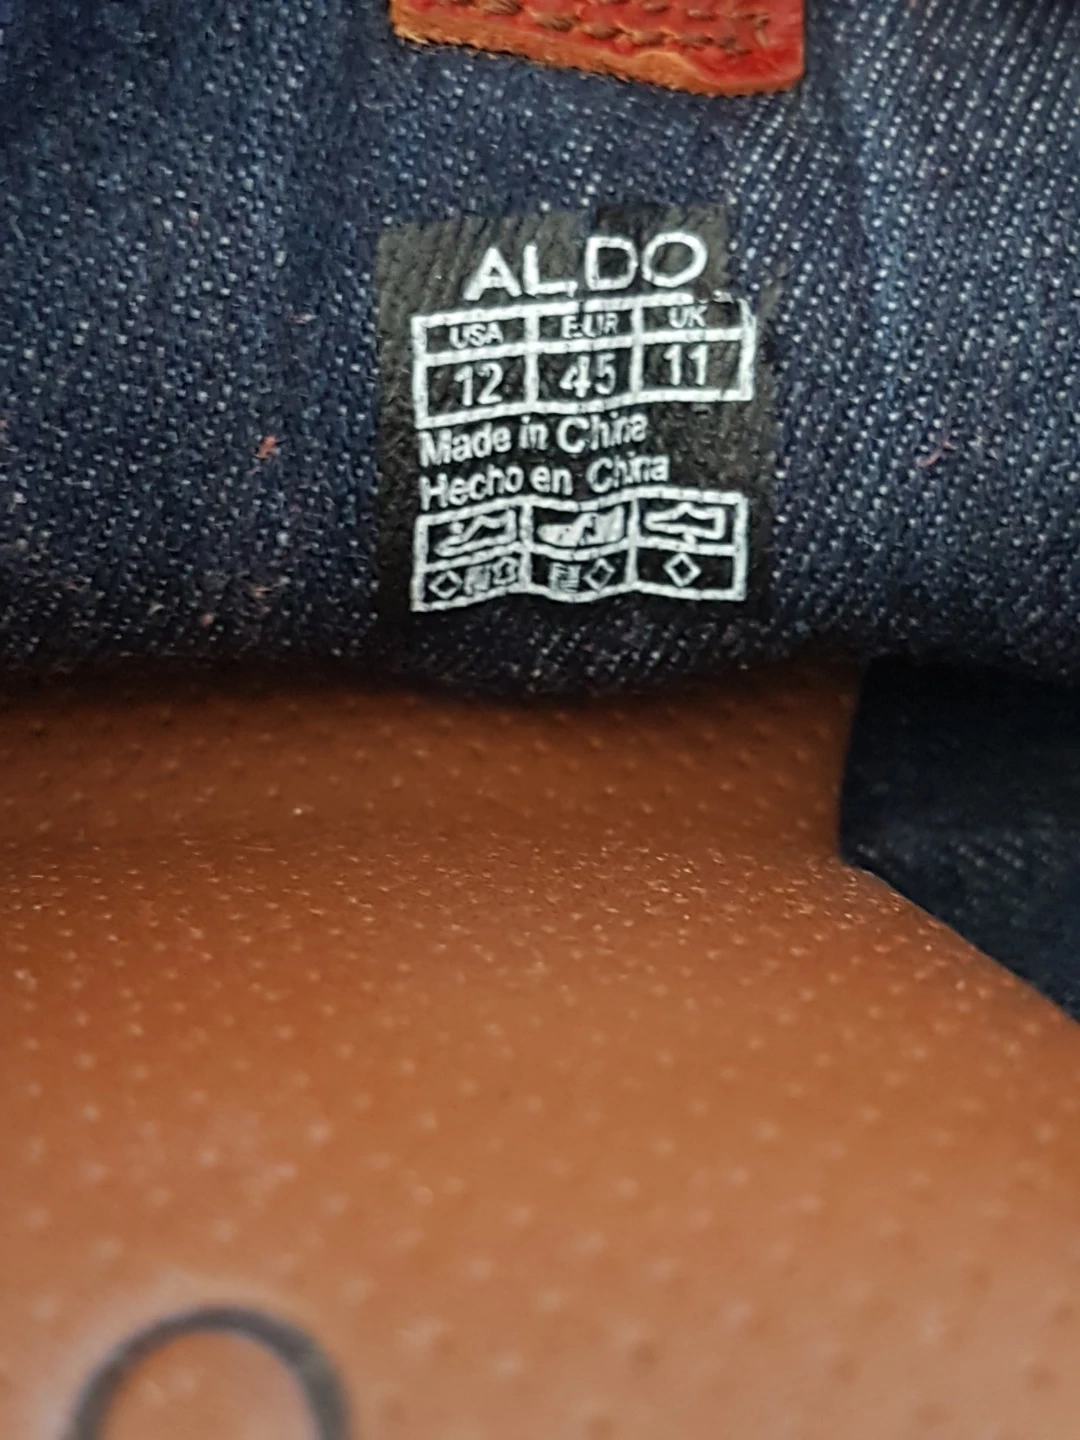 ALDO
USA EUR UK
12 45 11
Made in China
Hecho en China